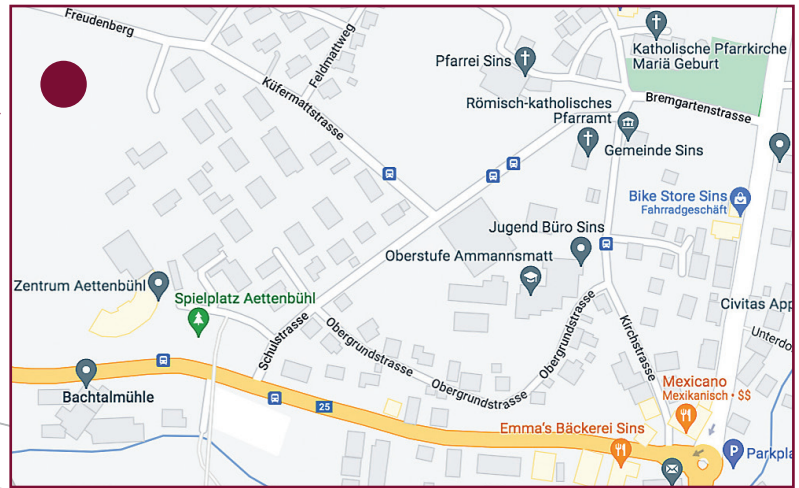 Freudenberg
Feldmattweg
Küfermattstrasse
Pfarrei Sins
Katholische Pfarrkirche
Mariä Geburt
Römisch-katholisches
Pfarramt
Bremgartenstrasse
Gemeinde Sins
Bike Store Sins
Fahrradgeschäft
Jugend Büro Sins
Oberstufe Ammannsmatt
Zentrum Aettenbühl
Spielplatz Aettenbühl
Schulstrasse
Obergrundstrasse
Obergrundstrasse
Obergrundstrasse
Kirchstrasse
Civitas App
Unterdo
Bachtalmühle
25
Mexicano
Mexikanisch • $$
Emma's Bäckerei Sins
P
Parkpla